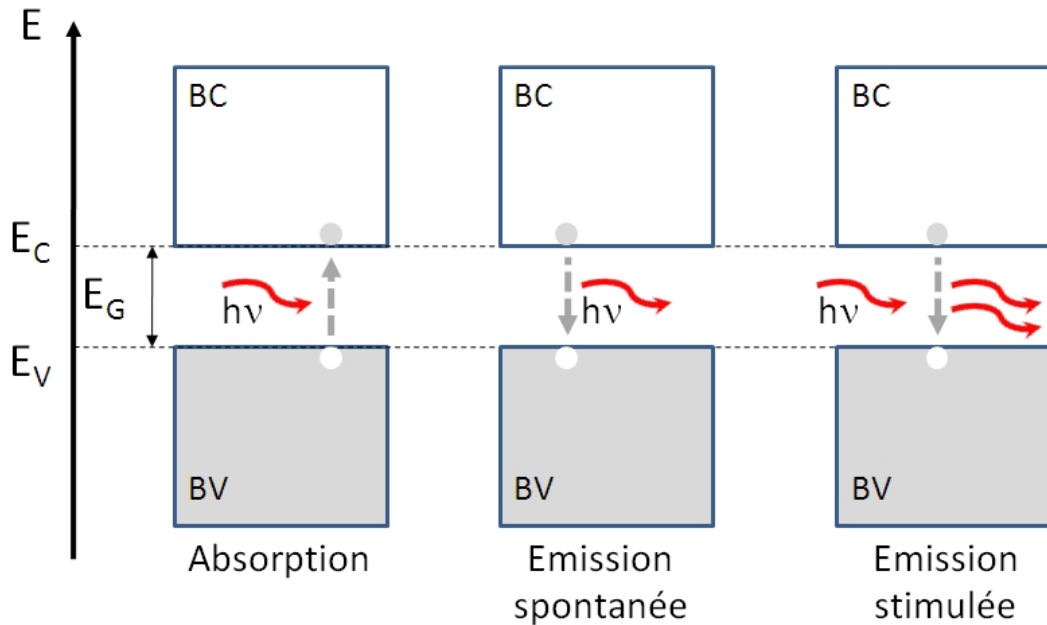 E
BC
BC
BC
E_C
E_G
hν
hν
hν
E_V
BV
BV
BV
Absorption
Emission
spontanée
Emission
stimulée